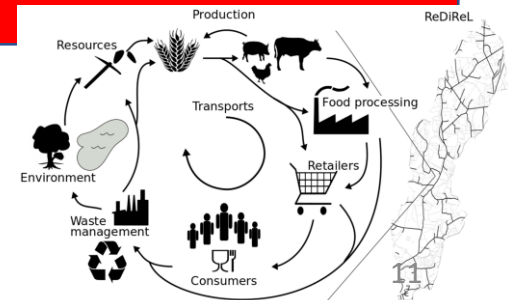 Production
ReDiReL
Resources
Transports
Food processing
Retailers
Environment
Waste
management
Consumers
11